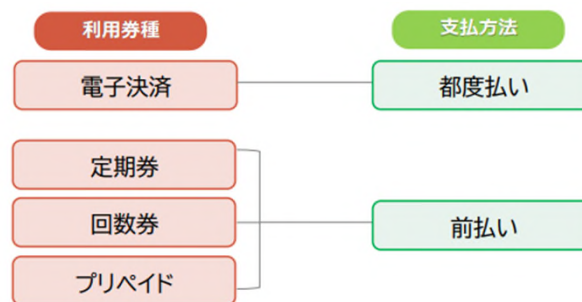 利用券種
支払方法
電子決済
都度払い
定期券
回数券
前払い
プリペイド